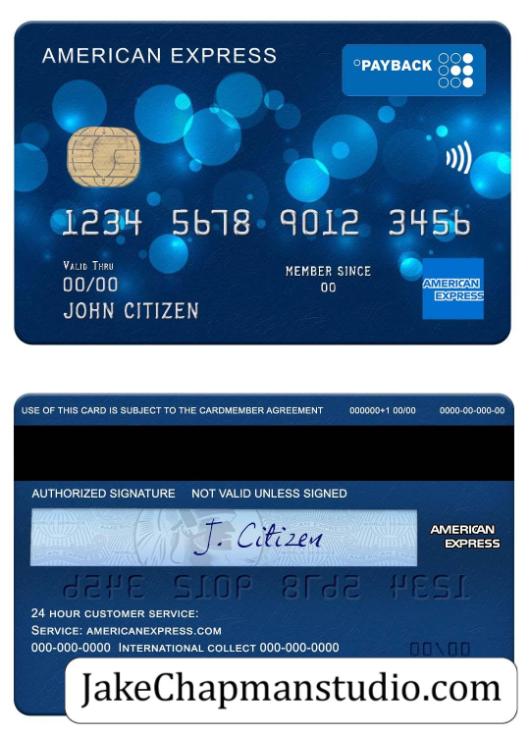 AMERICAN EXPRESS
°PAYBACK
1234 5678 9012 3456
VALID THRU
00/00
MEMBER SINCE
00
JOHN CITIZEN
AMERICAN
EXPRESS
USE OF THIS CARD IS SUBJECT TO THE CARDMEMBER AGREEMENT 000000+1 00/00 0000-00-000-00
AUTHORIZED SIGNATURE NOT VALID UNLESS SIGNED
J. Citizen
AMERICAN
EXPRESS
24 HOUR CUSTOMER SERVICE:
SERVICE: AMERICANEXPRESS.COM
000-000-0000 INTERNATIONAL COLLECT 000-000-0000
00/00
JakeChapmanstudio.com